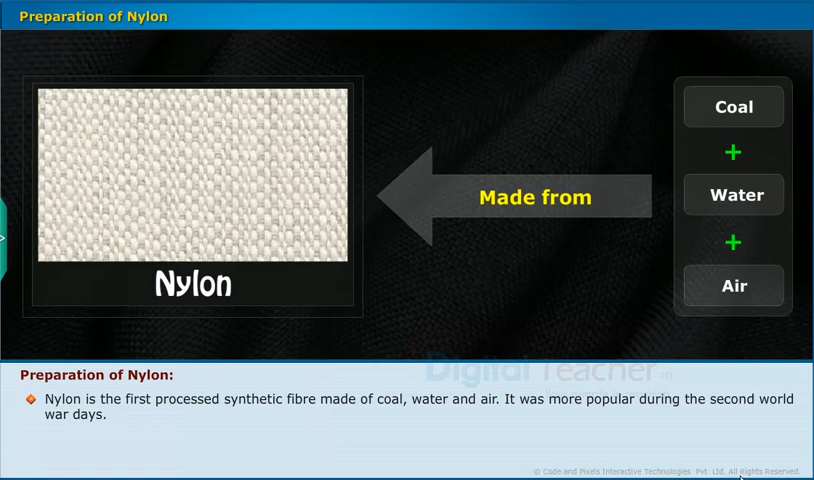 Preparation of Nylon
Coal
+
Water
+
Air
Made from
Nylon
Digital Teacher.in
Preparation of Nylon:
Nylon is the first processed synthetic fibre made of coal, water and air. It was more popular during the second world
war days.
© Code and Pixels Interactive Technologies Pvt. Ltd. All Rights Reserved.